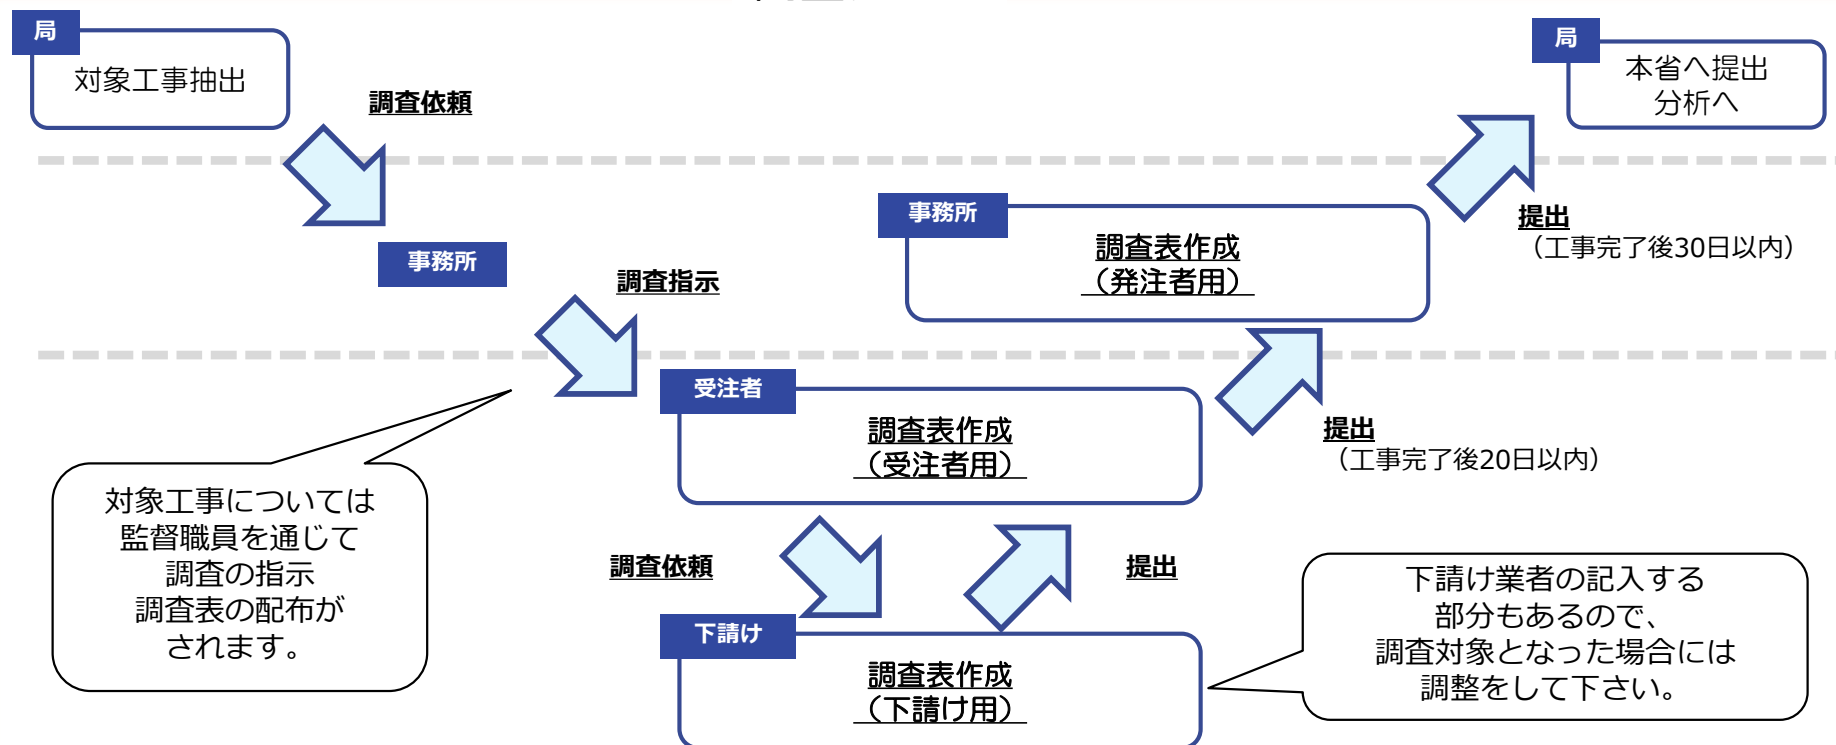 局
対象工事抽出
調査依頼
局
本省へ提出
分析へ
事務所
調査指示
事務所
調査表作成
（発注者用）
提出
（工事完了後30日以内）
受注者
調査表作成
（受注者用）
提出
（工事完了後20日以内）
対象工事については
監督職員を通じて
調査の指示
調査表の配布が
されます。
調査依頼
提出
下請け
調査表作成
（下請け用）
下請け業者の記入する
部分もあるので、
調査対象となった場合には
調整をして下さい。